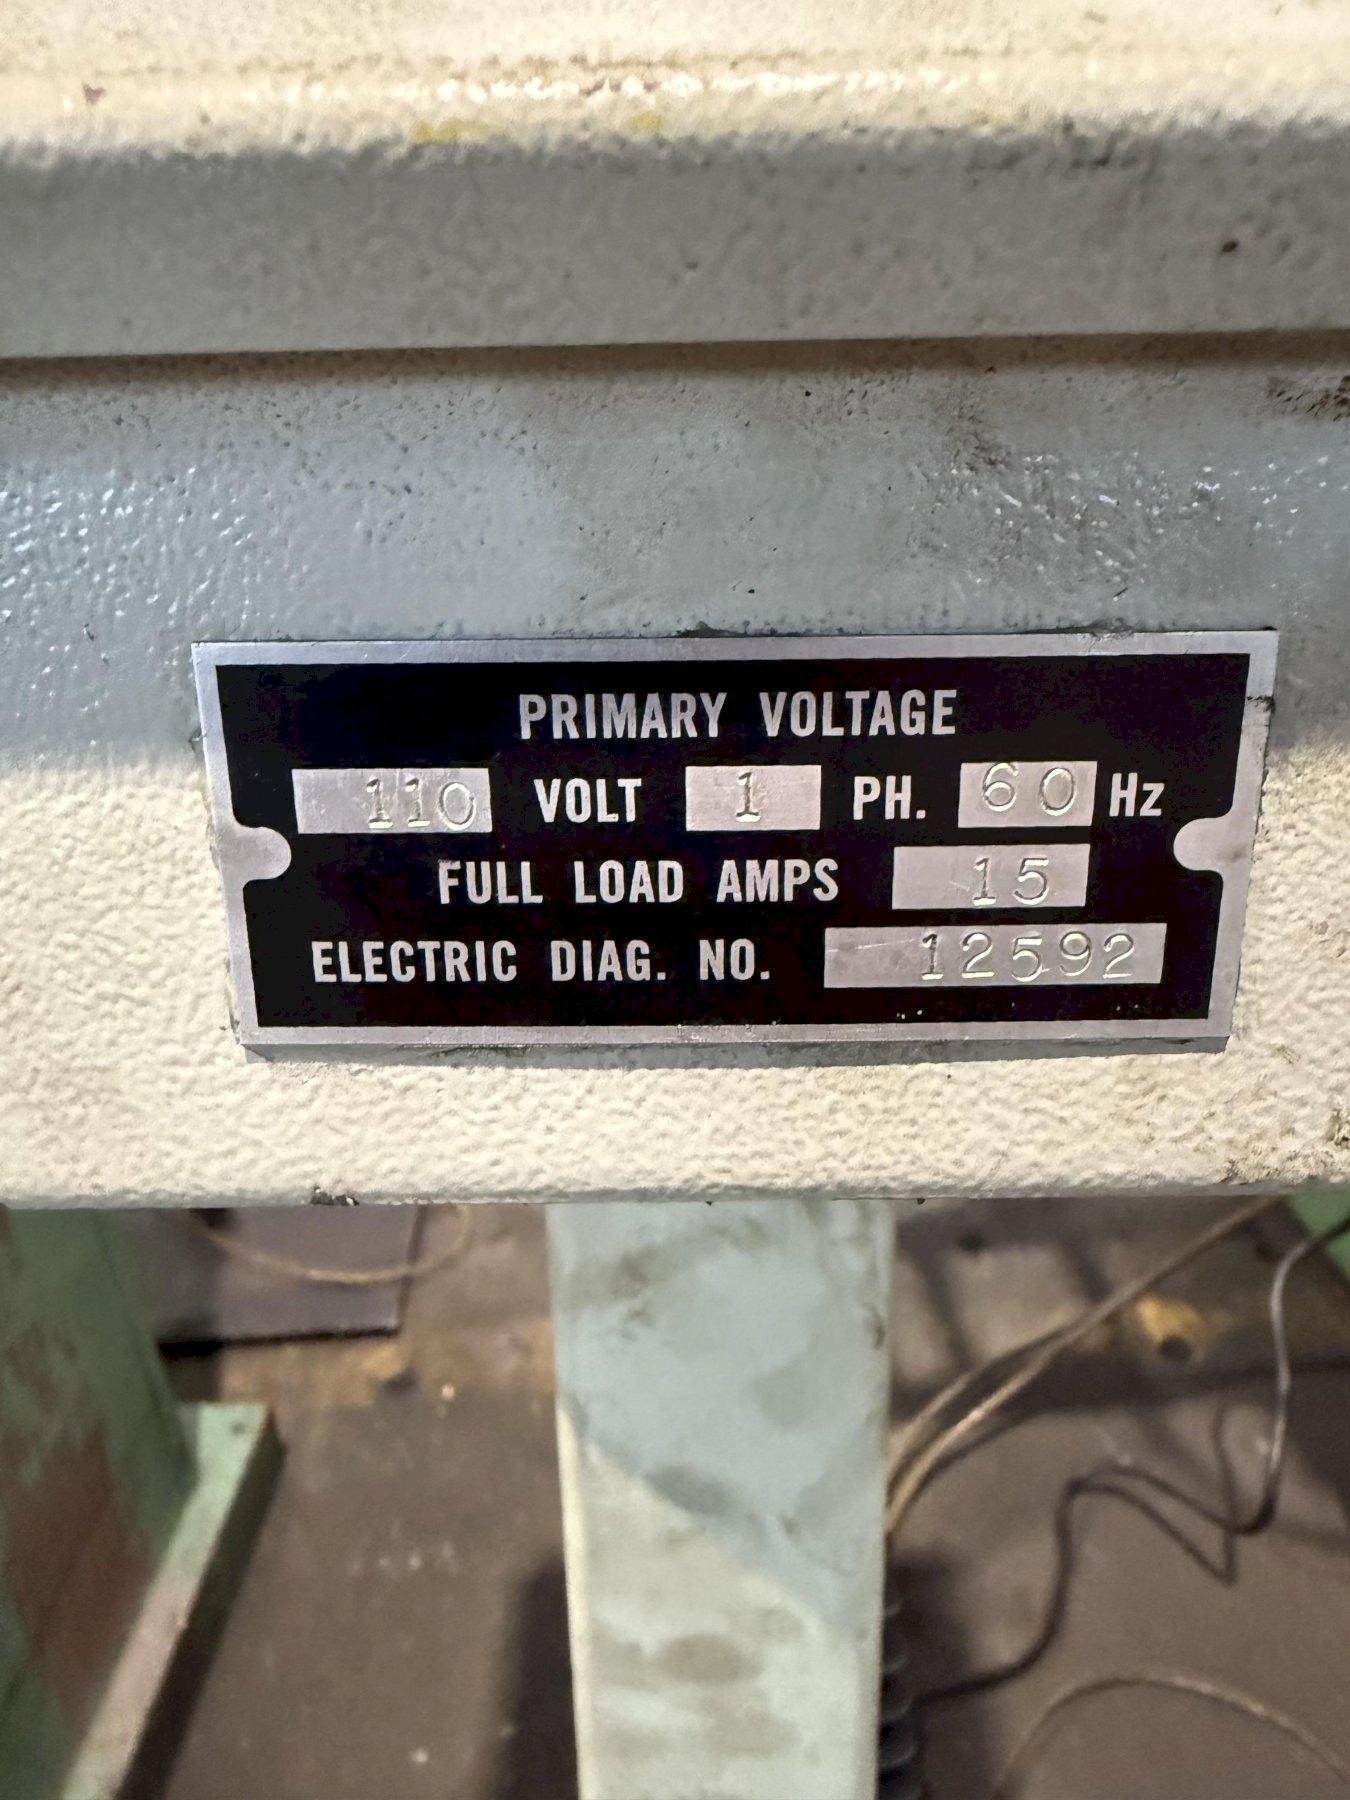 PRIMARY VOLTAGE
110 VOLT 1 PH. 60 Hz
FULL LOAD AMPS 15
ELECTRIC DIAG. NO. 12592